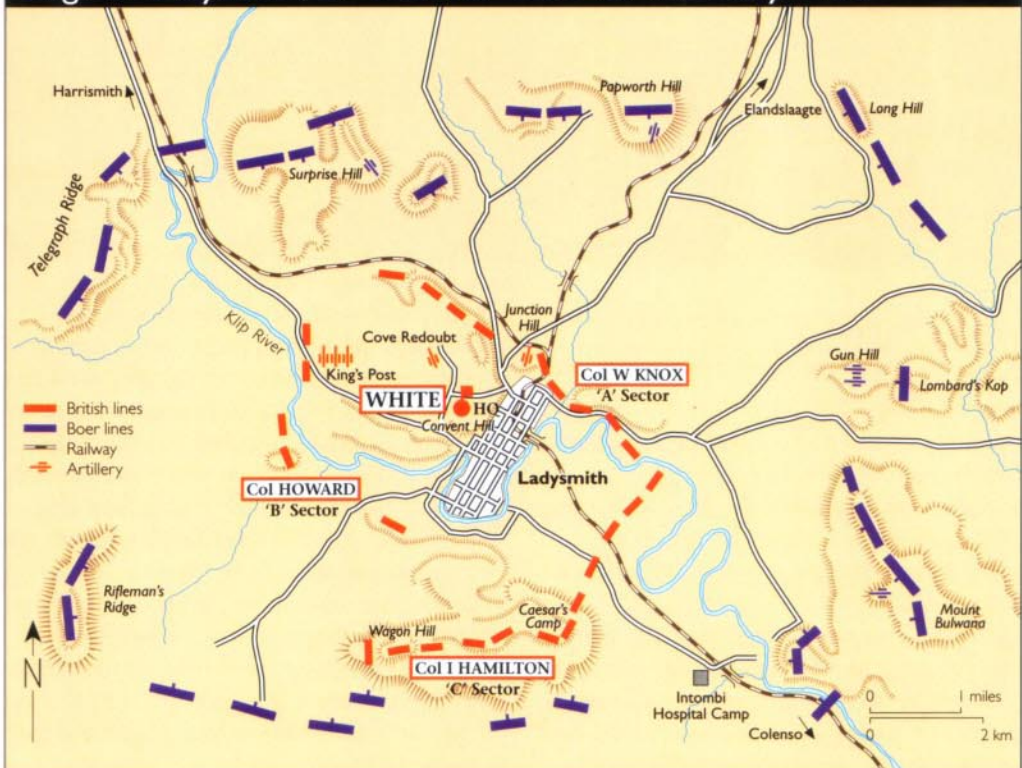 Harrismith
Papworth Hill
Elandslaagte
Long Hill
Surprise Hill
Telegraph Ridge
Klip River
Junction
Hill
Cove Redoubt
King's Post
WHITE
HQ
Convent Hill
Col W KNOX
'A' Sector
Gun Hill
Lombard's Kop
British lines
Boer lines
Railway
Artillery
Ladysmith
Col HOWARD
'B' Sector
Rifleman's
Ridge
Caesar's
Camp
Wagon Hill
Col I HAMILTON
'C' Sector
Mount
Bulwana
N
Intombi
Hospital Camp
Colenso
0 1 miles
0 2 km